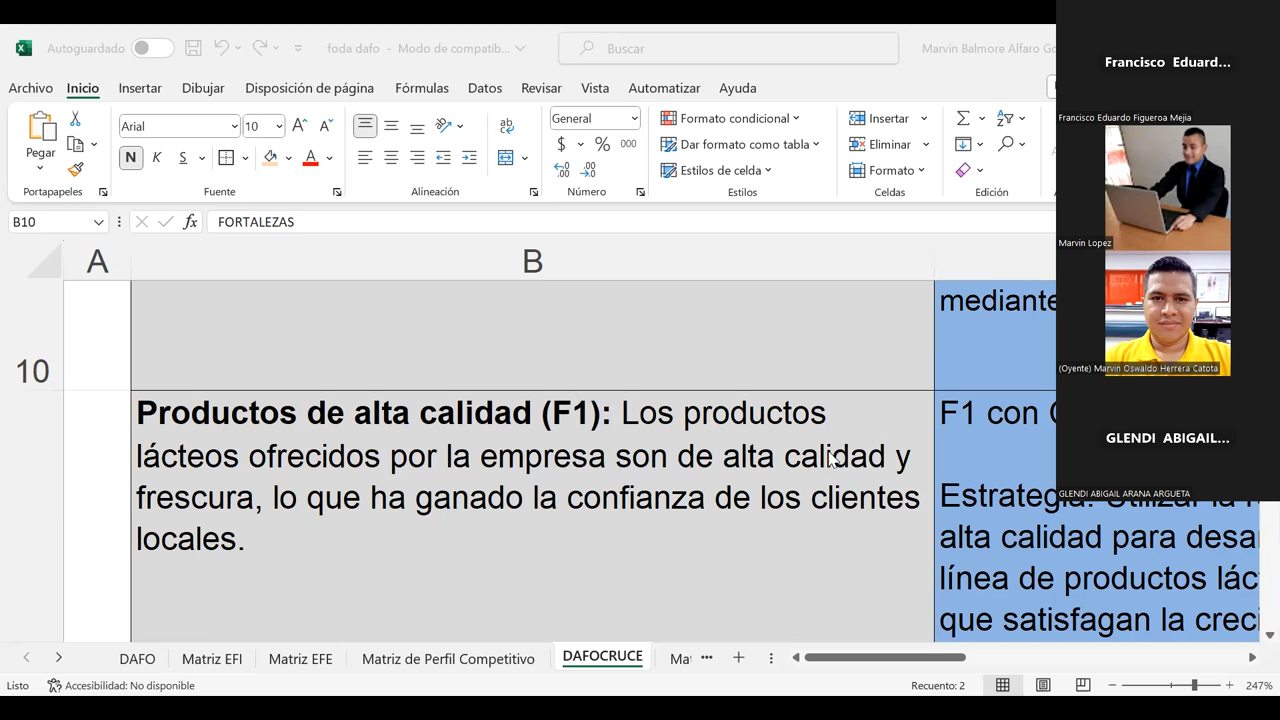 Autoguardado
foda dafo - Modo de compatib...
Buscar
Marvin Balmore Alfaro Go
Archivo Inicio Insertar Dibujar Disposición de página Fórmulas Datos Revisar Vista Automatizar Ayuda
Pegar
Portapapeles
Arial 10
N K S
Fuente
Alineación
General
$ % 000
Número
Formato condicional
Dar formato como tabla
Estilos de celda
Estilos
Insertar
Eliminar
Formato
Celdas
Edición
B10 fx FORTALEZAS
A B
10
mediante
Productos de alta calidad (F1): Los productos
lácteos ofrecidos por la empresa son de alta calidad y
frescura, lo que ha ganado la confianza de los clientes
locales.
F1 con
Estrategia: Utilizar la
alta calidad para desa
línea de productos lác
que satisfagan la creci
Francisco Eduard...
Francisco Eduardo Figueroa Mejia
Marvin Lopez
(Oyente) Marvin Oswaldo Herrera Catota
GLENDI ABIGAIL...
GLENDI ABIGAIL ARANA ARGUETA
DAFO Matriz EFI Matriz EFE Matriz de Perfil Competitivo DAFOCRUCE Mat ...
Listo Accesibilidad: No disponible Recuento: 2 247%